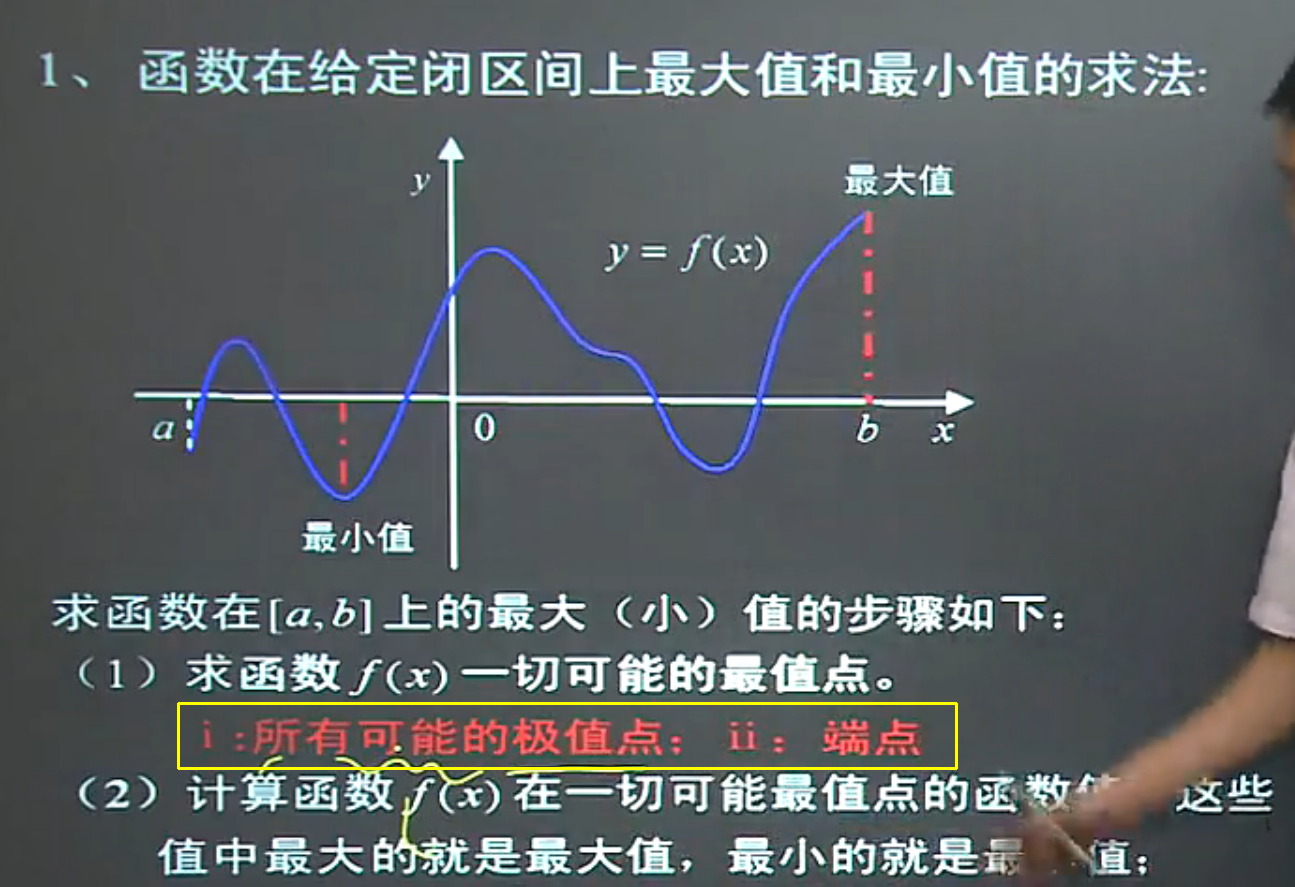 1、 函数在给定闭区间上最大值和最小值的求法:
y
最大值
y = f(x)
a
0
b
x
最小值
求函数在[a,b]上的最大（小）值的步骤如下：
（1）求函数 f(x) 一切可能的最值点。
i :所有可能的极值点；ii：端点
（2）计算函数 f(x) 在一切可能最值点的函数值 这些
值中最大的就是最大值，最小的就是最 值；